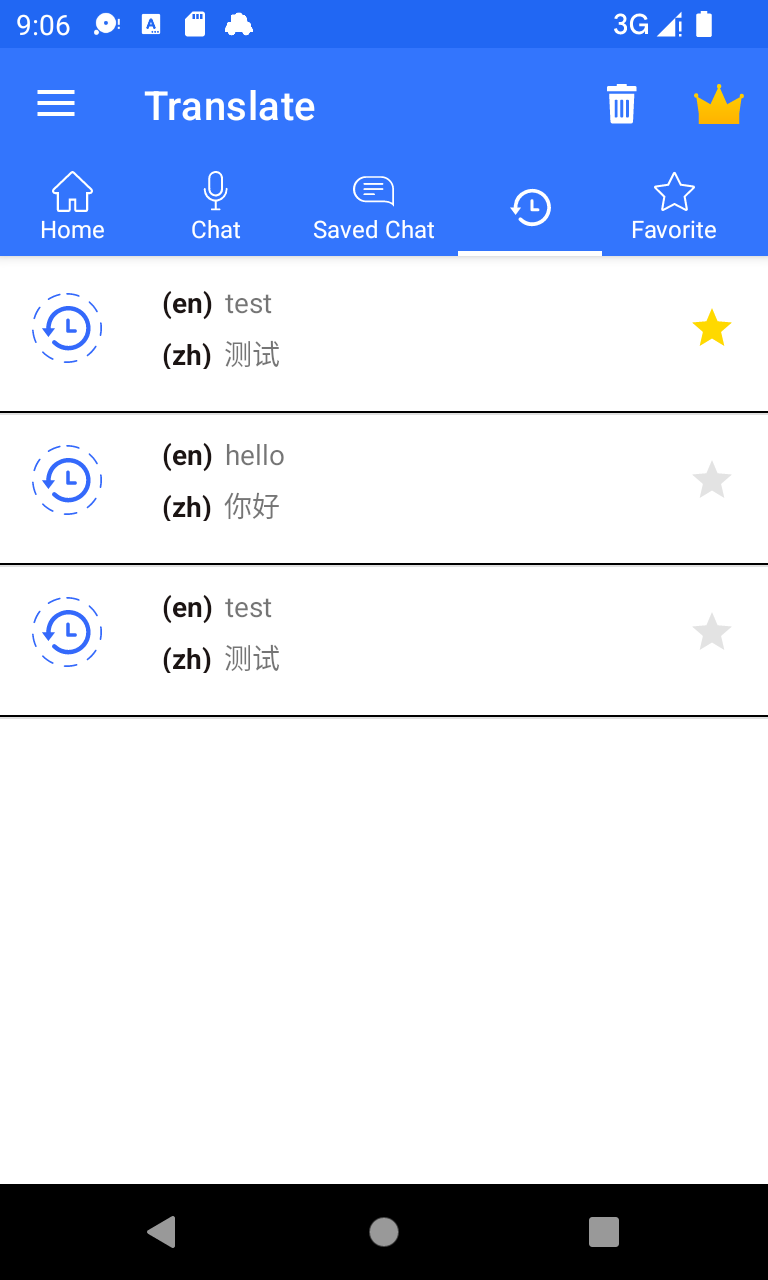 9:06
3G
Translate
Home
Chat
Saved Chat
Favorite
(en) test
(zh) 测试
(en) hello
(zh) 你好
(en) test
(zh) 测试